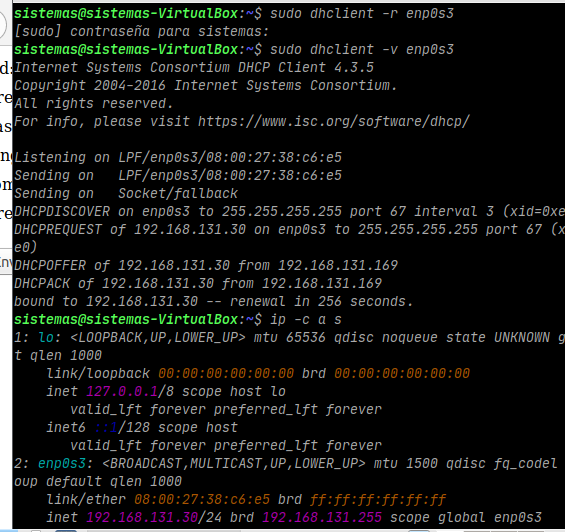 sistemas@sistemas-VirtualBox:~$ sudo dhclient -r enp0s3
[sudo] contraseña para sistemas:
sistemas@sistemas-VirtualBox:~$ sudo dhclient -v enp0s3
Internet Systems Consortium DHCP Client 4.3.5
Copyright 2004-2016 Internet Systems Consortium.
All rights reserved.
For info, please visit https://www.isc.org/software/dhcp/
Listening on LPF/enp0s3/08:00:27:38:c6:e5
Sending on   LPF/enp0s3/08:00:27:38:c6:e5
Sending on   Socket/fallback
DHCPDISCOVER on enp0s3 to 255.255.255.255 port 67 interval 3 (xid=0xe
DHCPREQUEST of 192.168.131.30 on enp0s3 to 255.255.255.255 port 67 (x
e0)
DHCPOFFER of 192.168.131.30 from 192.168.131.169
DHCPACK of 192.168.131.30 from 192.168.131.169
bound to 192.168.131.30 -- renewal in 256 seconds.
sistemas@sistemas-VirtualBox:~$ ip -c a s
1: lo: <LOOPBACK,UP,LOWER_UP> mtu 65536 qdisc noqueue state UNKNOWN g
t qlen 1000
    link/loopback 00:00:00:00:00:00 brd 00:00:00:00:00:00
    inet 127.0.0.1/8 scope host lo
       valid_lft forever preferred_lft forever
    inet6 ::1/128 scope host
       valid_lft forever preferred_lft forever
2: enp0s3: <BROADCAST,MULTICAST,UP,LOWER_UP> mtu 1500 qdisc fq_codel
oup default qlen 1000
    link/ether 08:00:27:38:c6:e5 brd ff:ff:ff:ff:ff:ff
    inet 192.168.131.30/24 brd 192.168.131.255 scope global enp0s3